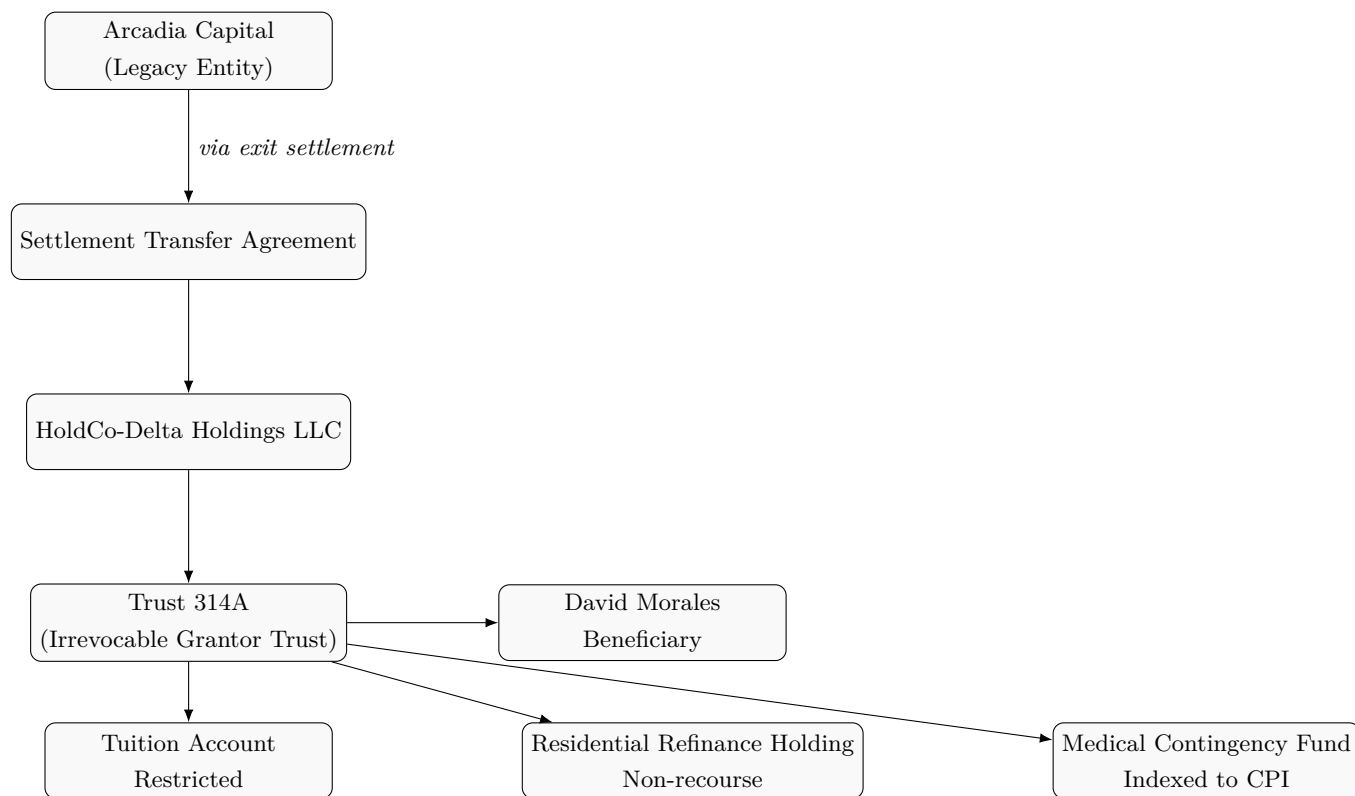 Arcadia Capital
(Legacy Entity)
via exit settlement
Settlement Transfer Agreement
HoldCo-Delta Holdings LLC
Trust 314A
(Irrevocable Grantor Trust)
David Morales
Beneficiary
Tuition Account
Restricted
Residential Refinance Holding
Non-recourse
Medical Contingency Fund
Indexed to CPI